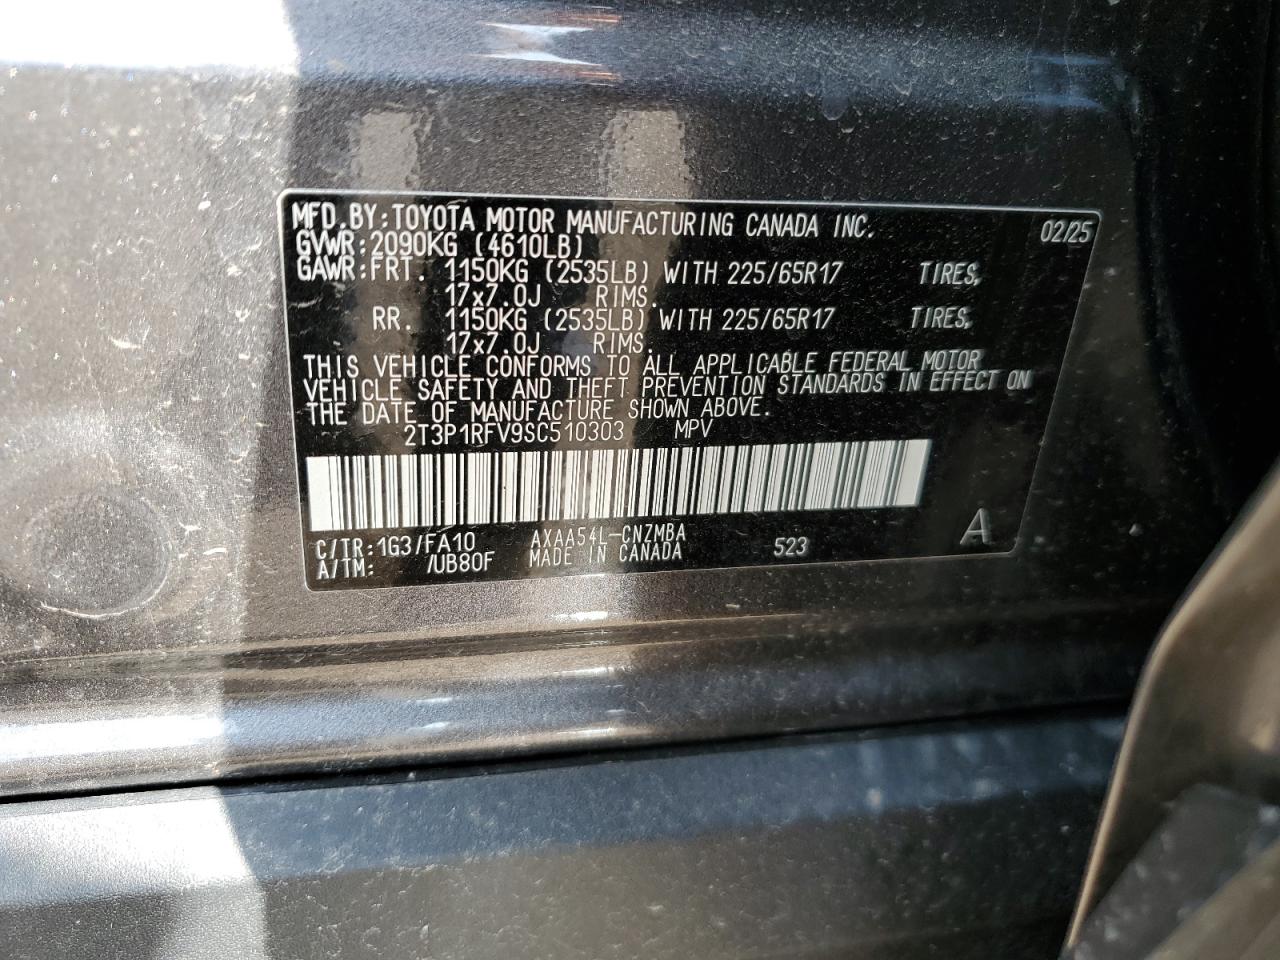 MFD.BY:TOYOTA MOTOR MANUFACTURING CANADA INC. 02/25
GVWR:2090KG (4610LB)
GAWR:FRT. 1150KG (2535LB) WITH 225/65R17 TIRES,
17x7.0J RIMS.
RR. 1150KG (2535LB) WITH 225/65R17 TIRES,
17x7.0J RIMS.
THIS VEHICLE CONFORMS TO ALL APPLICABLE FEDERAL MOTOR
VEHICLE SAFETY AND THEFT PREVENTION STANDARDS IN EFFECT ON
THE DATE OF MANUFACTURE SHOWN ABOVE.
2T3P1RFV9SC510303 MPV
C/TR:1G3/FA10 AXAA54L-CNZMBA 523 A
A/TM: /UB80F MADE IN CANADA